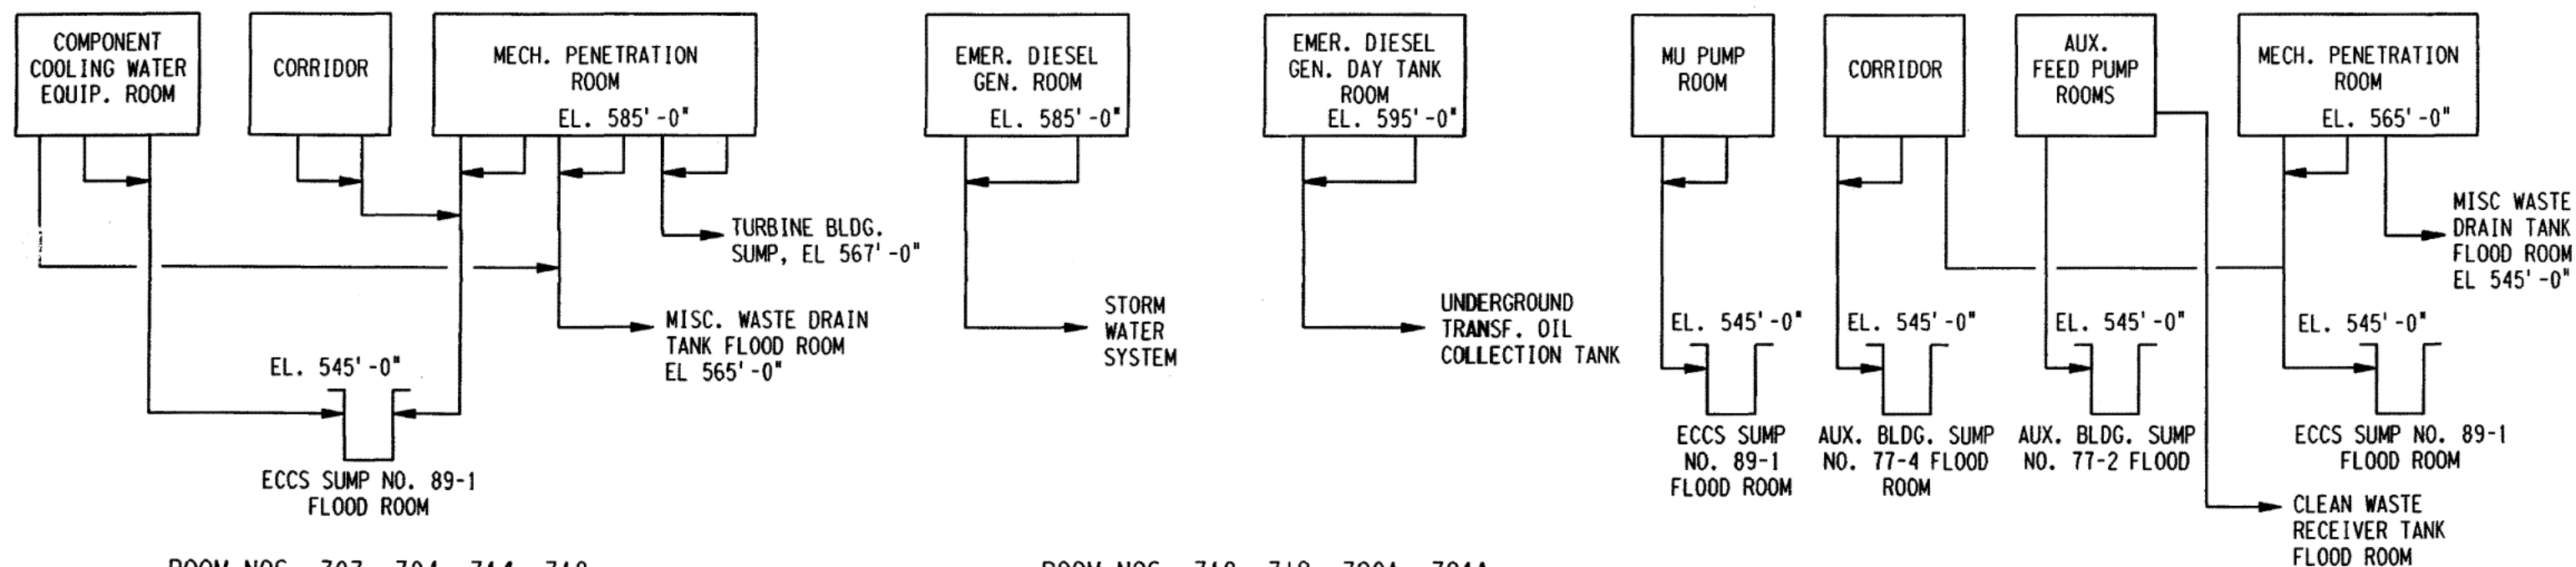 COMPONENT
COOLING WATER
EQUIP. ROOM
CORRIDOR
MECH. PENETRATION
ROOM
EL. 585'-0"
EMER. DIESEL
GEN. ROOM
EL. 585'-0"
EMER. DIESEL
GEN. DAY TANK
ROOM
EL. 595'-0"
MU PUMP
ROOM
CORRIDOR
AUX.
FEED PUMP
ROOMS
MECH. PENETRATION
ROOM
EL. 565'-0"
TURBINE BLDG.
SUMP, EL 567'-0"
MISC. WASTE DRAIN
TANK FLOOD ROOM
EL 565'-0"
EL. 545'-0"
ECCS SUMP NO. 89-1
FLOOD ROOM
STORM
WATER
SYSTEM
UNDERGROUND
TRANSF. OIL
COLLECTION TANK
EL. 545'-0"
ECCS SUMP
NO. 89-1
FLOOD ROOM
EL. 545'-0"
AUX. BLDG. SUMP
NO. 77-4 FLOOD
ROOM
EL. 545'-0"
AUX. BLDG. SUMP
NO. 77-2 FLOOD
MISC WASTE
DRAIN TANK
FLOOD ROOM
EL 545'-0"
EL. 545'-0"
ECCS SUMP NO. 89-1
FLOOD ROOM
CLEAN WASTE
RECEIVER TANK
FLOOD ROOM
ROOM NOS.
ROOM NOS.